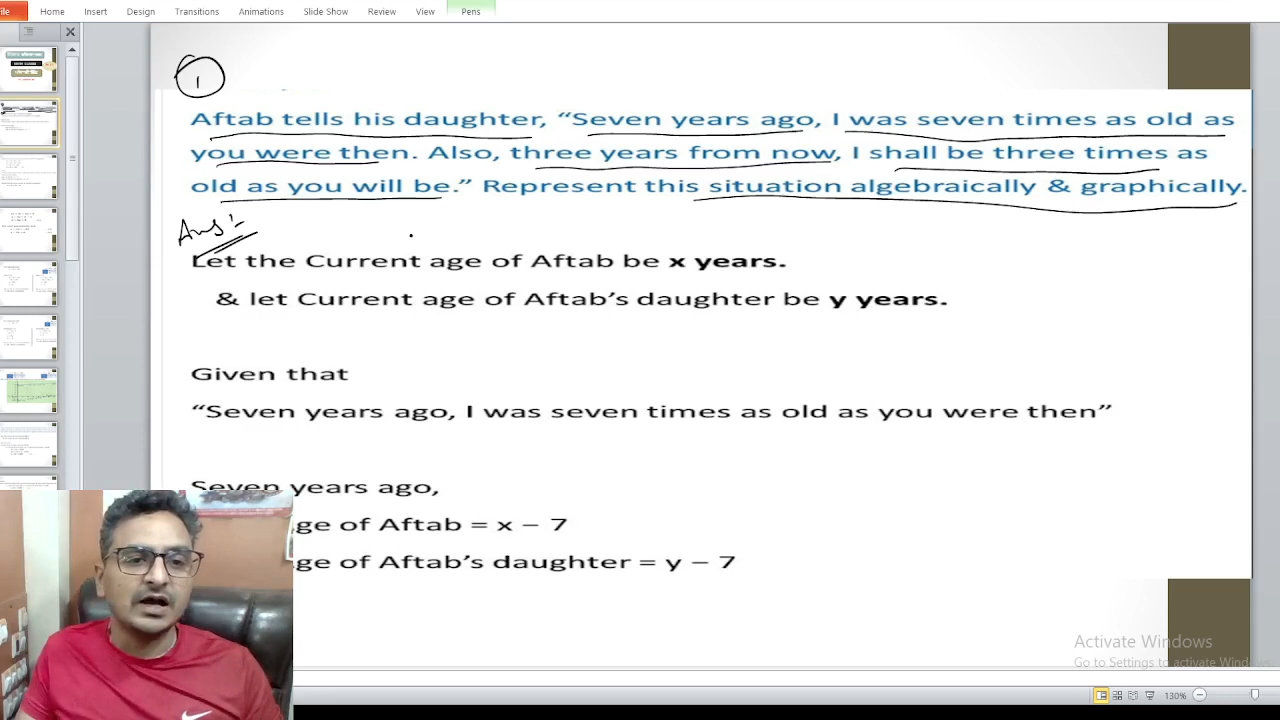 File
Home
Insert
Design
Transitions
Animations
Slide Show
Review
View
Pens
1
Aftab tells his daughter, “Seven years ago, I was seven times as old as
you were then. Also, three years from now, I shall be three times as
old as you will be.” Represent this situation algebraically & graphically.
Ans:
Let the Current age of Aftab be x years.
& let Current age of Aftab’s daughter be y years.
Given that
“Seven years ago, I was seven times as old as you were then”
Seven years ago,
ge of Aftab = x – 7
ge of Aftab’s daughter = y – 7
Activate Windows
Go to Settings to activate Windows
130%